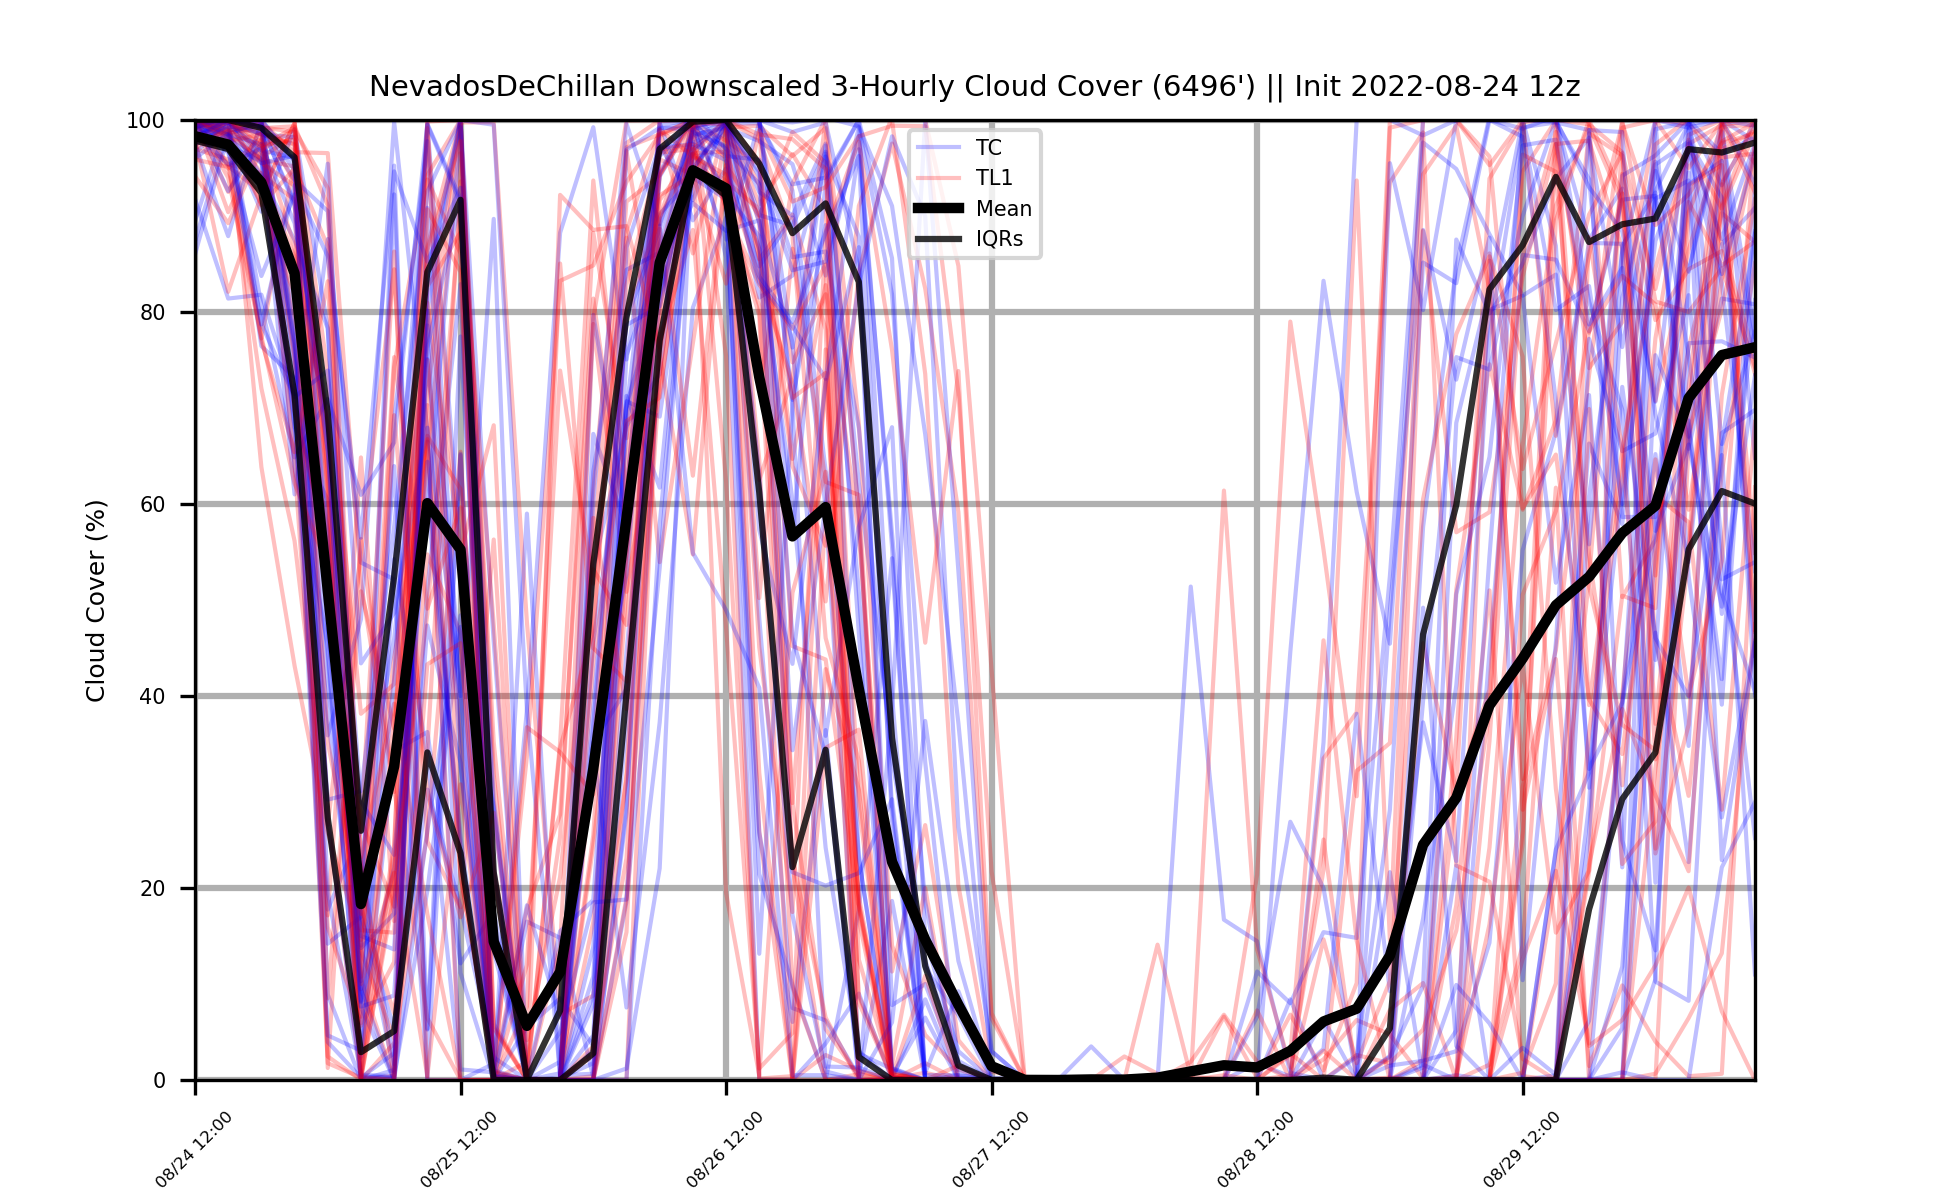 NevadosDeChillan Downscaled 3-Hourly Cloud Cover (6496') || Init 2022-08-24 12z
TC
TL1
Mean
IQRs
Cloud Cover (%)
100
80
60
40
20
0
08/24 12:00
08/25 12:00
08/26 12:00
08/27 12:00
08/28 12:00
08/29 12:00